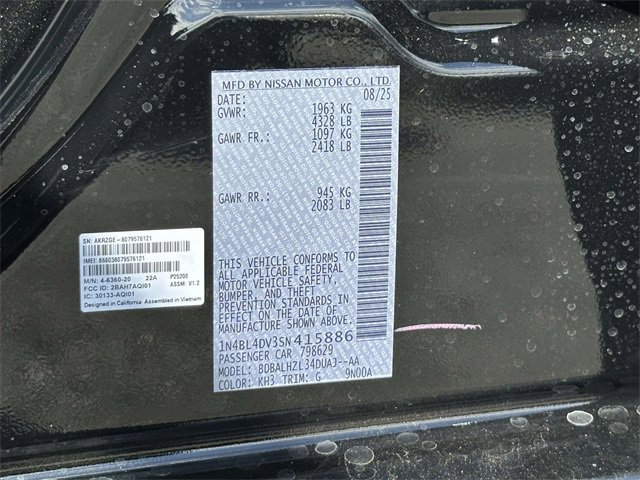 MFD BY NISSAN MOTOR CO., LTD.
DATE: 08/25
GVWR: 1963 KG
4328 LB
GAWR FR.: 1097 KG
2418 LB
GAWR RR.: 945 KG
2083 LB
THIS VEHICLE CONFORMS TO
ALL APPLICABLE FEDERAL
MOTOR VEHICLE SAFETY,
BUMPER, AND THEFT
PREVENTION STANDARDS IN
EFFECT ON THE DATE OF
MANUFACTURE SHOWN ABOVE.
1N4BL4DV3SN415886
PASSENGER CAR 798629
MODEL: BDBALHZL34DUAJ--AA
COLOR: KH3 TRIM: G 9N00A
SN: AKRZGE-8079576121
IMEI: 866038079576121
M/N: 4-6360-20 22A P25200
FCC ID: 2BAH7AQI01 ASSM: V1.2
IC: 30133-AQI01
Designed in California Assembled in Vietnam